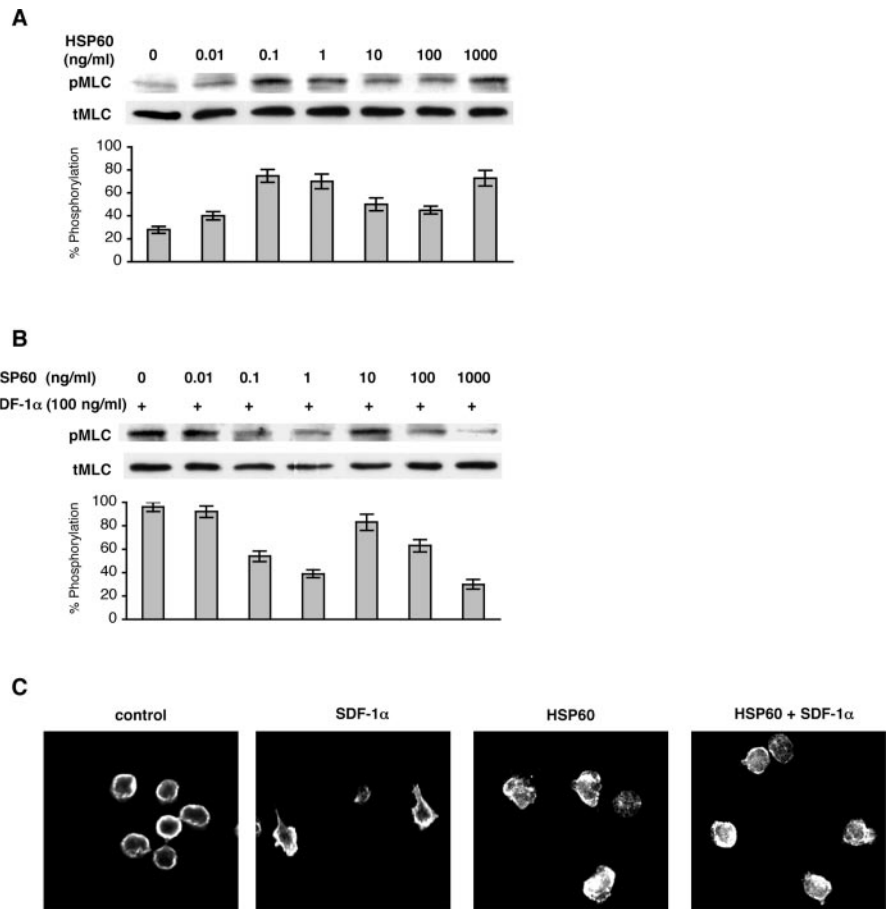 A
HSP60
(ng/ml)
0 0.01 0.1 1 10 100 1000
pMLC
tMLC
% Phosphorylation
100
80
60
40
20
0
B
SP60 (ng/ml) 0 0.01 0.1 1 10 100 1000
DF-1α (100 ng/ml) + + + + + + +
pMLC
tMLC
% Phosphorylation
100
80
60
40
20
0
C
control SDF-1α HSP60 HSP60 + SDF-1α